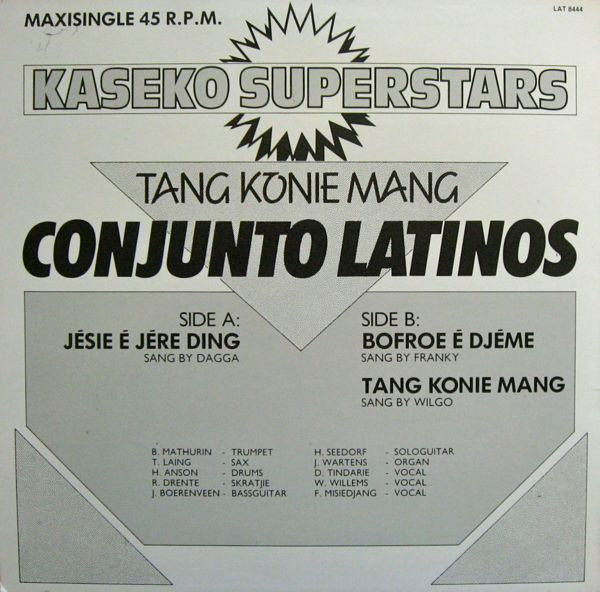 MAXISINGLE 45 R.P.M.
LAT 8444
KASEKO SUPERSTARS
TANG KONIE MANG
CONJUNTO LATINOS
SIDE A:
JÉSIE É JÉRE DING
SANG BY DAGGA
SIDE B:
BOFROE É DJÉME
SANG BY FRANKY
TANG KONIE MANG
SANG BY WILGO
B. MATHURIN - TRUMPET
T. LAING - SAX
H. ANSON - DRUMS
R. DRENTE - SKRATJIE
J. BOERENVEEN - BASSGUITAR
H. SEEDORF - SOLOGUITAR
J. WARTENS - ORGAN
D. TINDARIE - VOCAL
W. WILLEMS - VOCAL
F. MISIEDJANG - VOCAL